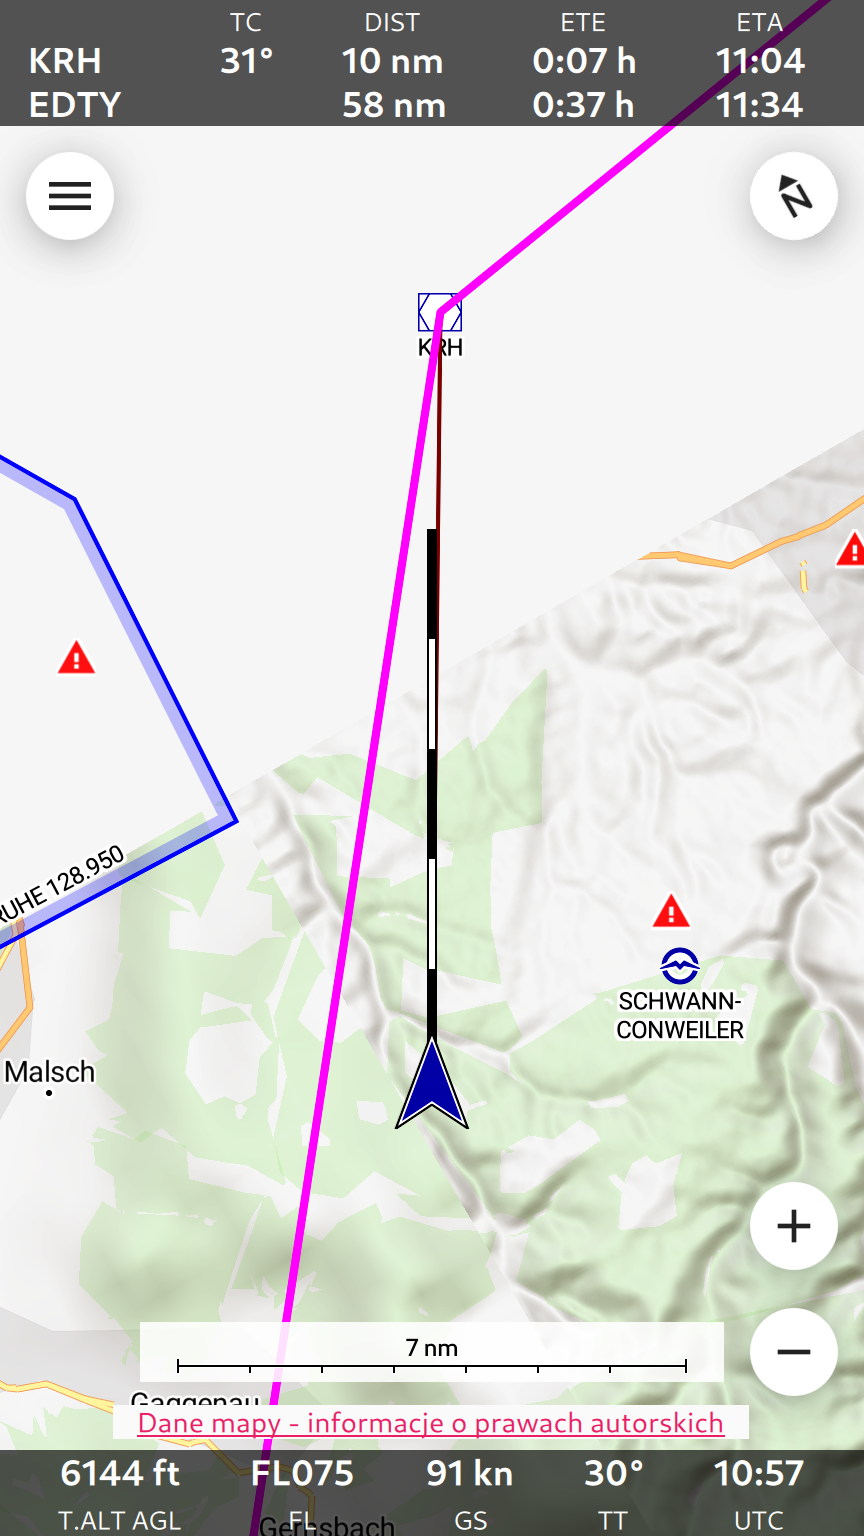 TC DIST ETE ETA
KRH 31° 10 nm 0:07 h 11:04
EDTY 58 nm 0:37 h 11:34
N
KRH
RUHE 128.950
SCHWANN-
CONWEILER
Malsch
7 nm
Gaggenau
Dane mapy - informacje o prawach autorskich
6144 ft FL075 91 kn 30° 10:57
T.ALT AGL FL GS TT UTC
Gernsbach